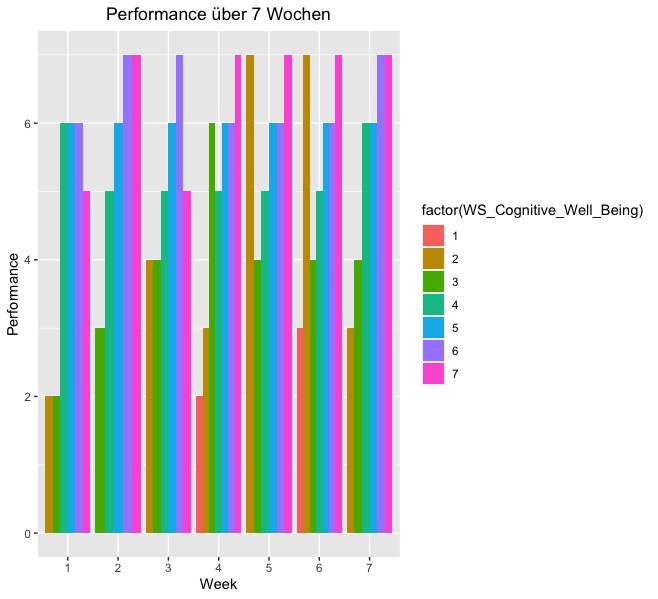 Performance über 7 Wochen
Performance
6
4
2
0
1 2 3 4 5 6 7
Week
factor(WS_Cognitive_Well_Being)
1
2
3
4
5
6
7